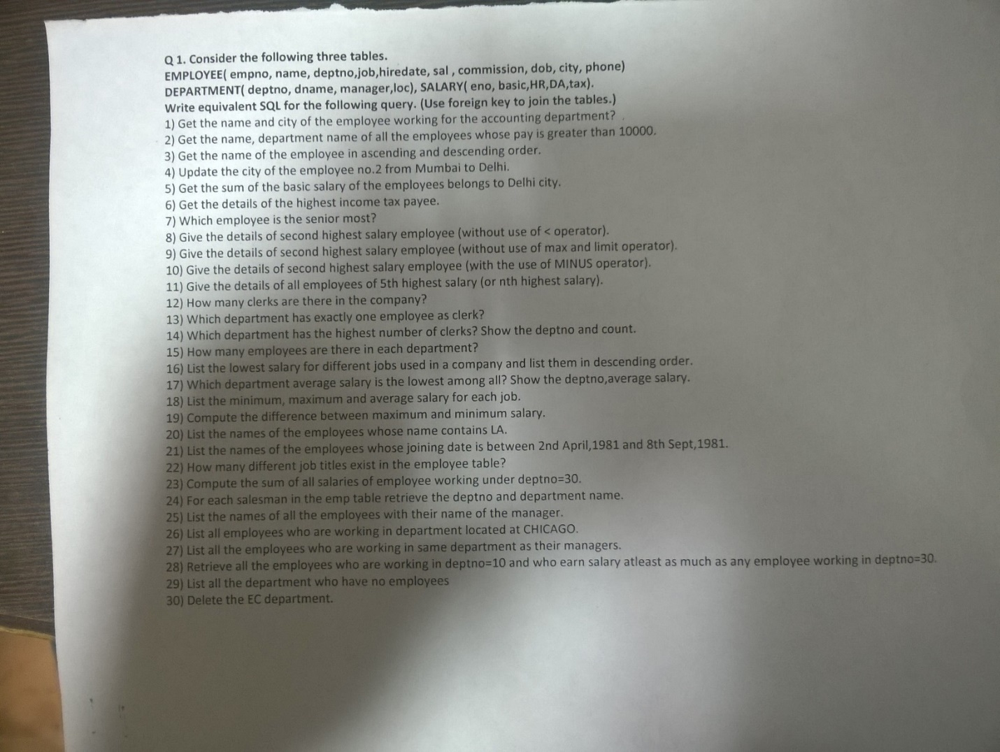 Q 1. Consider the following three tables.
EMPLOYEE( empno, name, deptno,job,hiredate, sal , commission, dob, city, phone)
DEPARTMENT( deptno, dname, manager,loc), SALARY( eno, basic,HR,DA,tax).
Write equivalent SQL for the following query. (Use foreign key to join the tables.)
1) Get the name and city of the employee working for the accounting department?
2) Get the name, department name of all the employees whose pay is greater than 10000.
3) Get the name of the employee in ascending and descending order.
4) Update the city of the employee no.2 from Mumbai to Delhi.
5) Get the sum of the basic salary of the employees belongs to Delhi city.
6) Get the details of the highest income tax payee.
7) Which employee is the senior most?
8) Give the details of second highest salary employee (without use of < operator).
9) Give the details of second highest salary employee (without use of max and limit operator).
10) Give the details of second highest salary employee (with the use of MINUS operator).
11) Give the details of all employees of 5th highest salary (or nth highest salary).
12) How many clerks are there in the company?
13) Which department has exactly one employee as clerk?
14) Which department has the highest number of clerks? Show the deptno and count.
15) How many employees are there in each department?
16) List the lowest salary for different jobs used in a company and list them in descending order.
17) Which department average salary is the lowest among all? Show the deptno,average salary.
18) List the minimum, maximum and average salary for each job.
19) Compute the difference between maximum and minimum salary.
20) List the names of the employees whose name contains LA.
21) List the names of the employees whose joining date is between 2nd April,1981 and 8th Sept,1981.
22) How many different job titles exist in the employee table?
23) Compute the sum of all salaries of employee working under deptno=30.
24) For each salesman in the emp table retrieve the deptno and department name.
25) List the names of all the employees with their name of the manager.
26) List all employees who are working in department located at CHICAGO.
27) List all the employees who are working in same department as their managers.
28) Retrieve all the employees who are working in deptno=10 and who earn salary atleast as much as any employee working in deptno=30.
29) List all the department who have no employees
30) Delete the EC department.